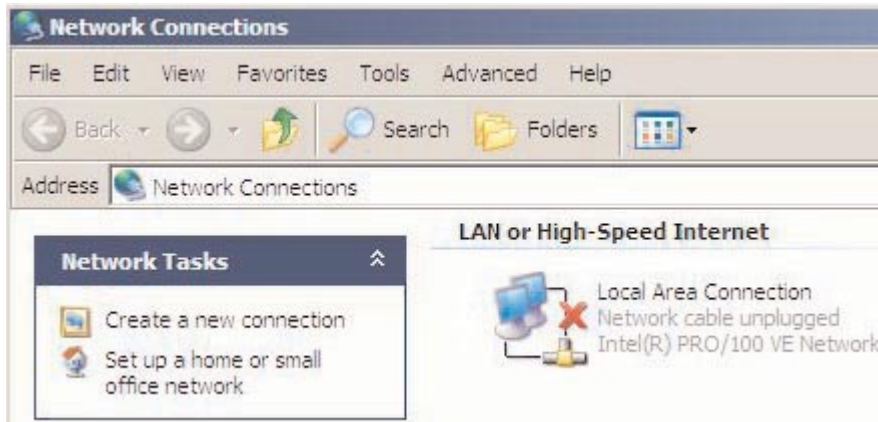 Network Connections
File Edit View Favorites Tools Advanced Help
Back Search Folders
Address Network Connections
Network Tasks
Create a new connection
Set up a home or small
office network
LAN or High-Speed Internet
Local Area Connection
Network cable unplugged
Intel(R) PRO/100 VE Network